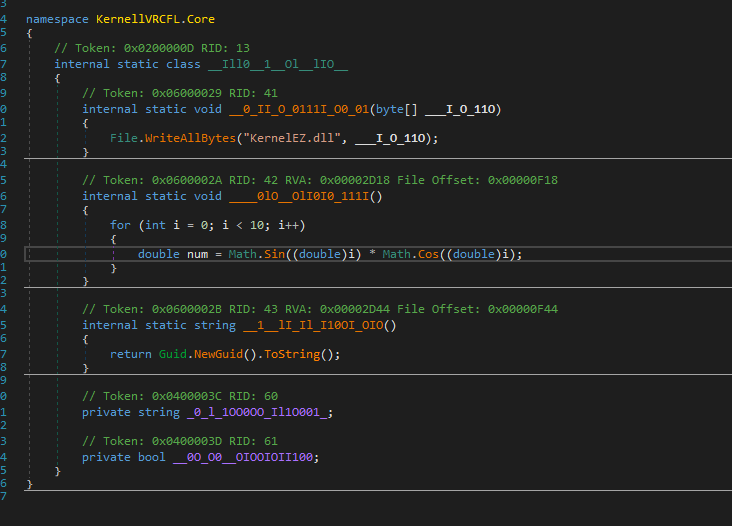 3
4 namespace KernellVRCFL.Core
5 {
6 // Token: 0x0200000D RID: 13
7 internal static class __Ill0__1__Ol__lIO__
8 {
9 // Token: 0x06000029 RID: 41
0 internal static void __0_II_O_0111I_O0_01(byte[] ___I_O_11O)
1 {
2 File.WriteAllBytes("KernelEZ.dll", ___I_O_11O);
3 }
4
5 // Token: 0x0600002A RID: 42 RVA: 0x00002D18 File Offset: 0x00000F18
6 internal static void ____0lO__OlI0I0_111I()
7 {
8 for (int i = 0; i < 10; i++)
9 {
0 double num = Math.Sin((double)i) * Math.Cos((double)i);
1 }
2 }
3
4 // Token: 0x0600002B RID: 43 RVA: 0x00002D44 File Offset: 0x00000F44
5 internal static string __1__lI_Il_I10OI_OIO()
6 {
7 return Guid.NewGuid().ToString();
8 }
9
0 // Token: 0x0400003C RID: 60
1 private string _0_l_1OO0OO_Il1O001_;
2
3 // Token: 0x0400003D RID: 61
4 private bool __0O_O0__OIOOIOII100;
5 }
6 }
7